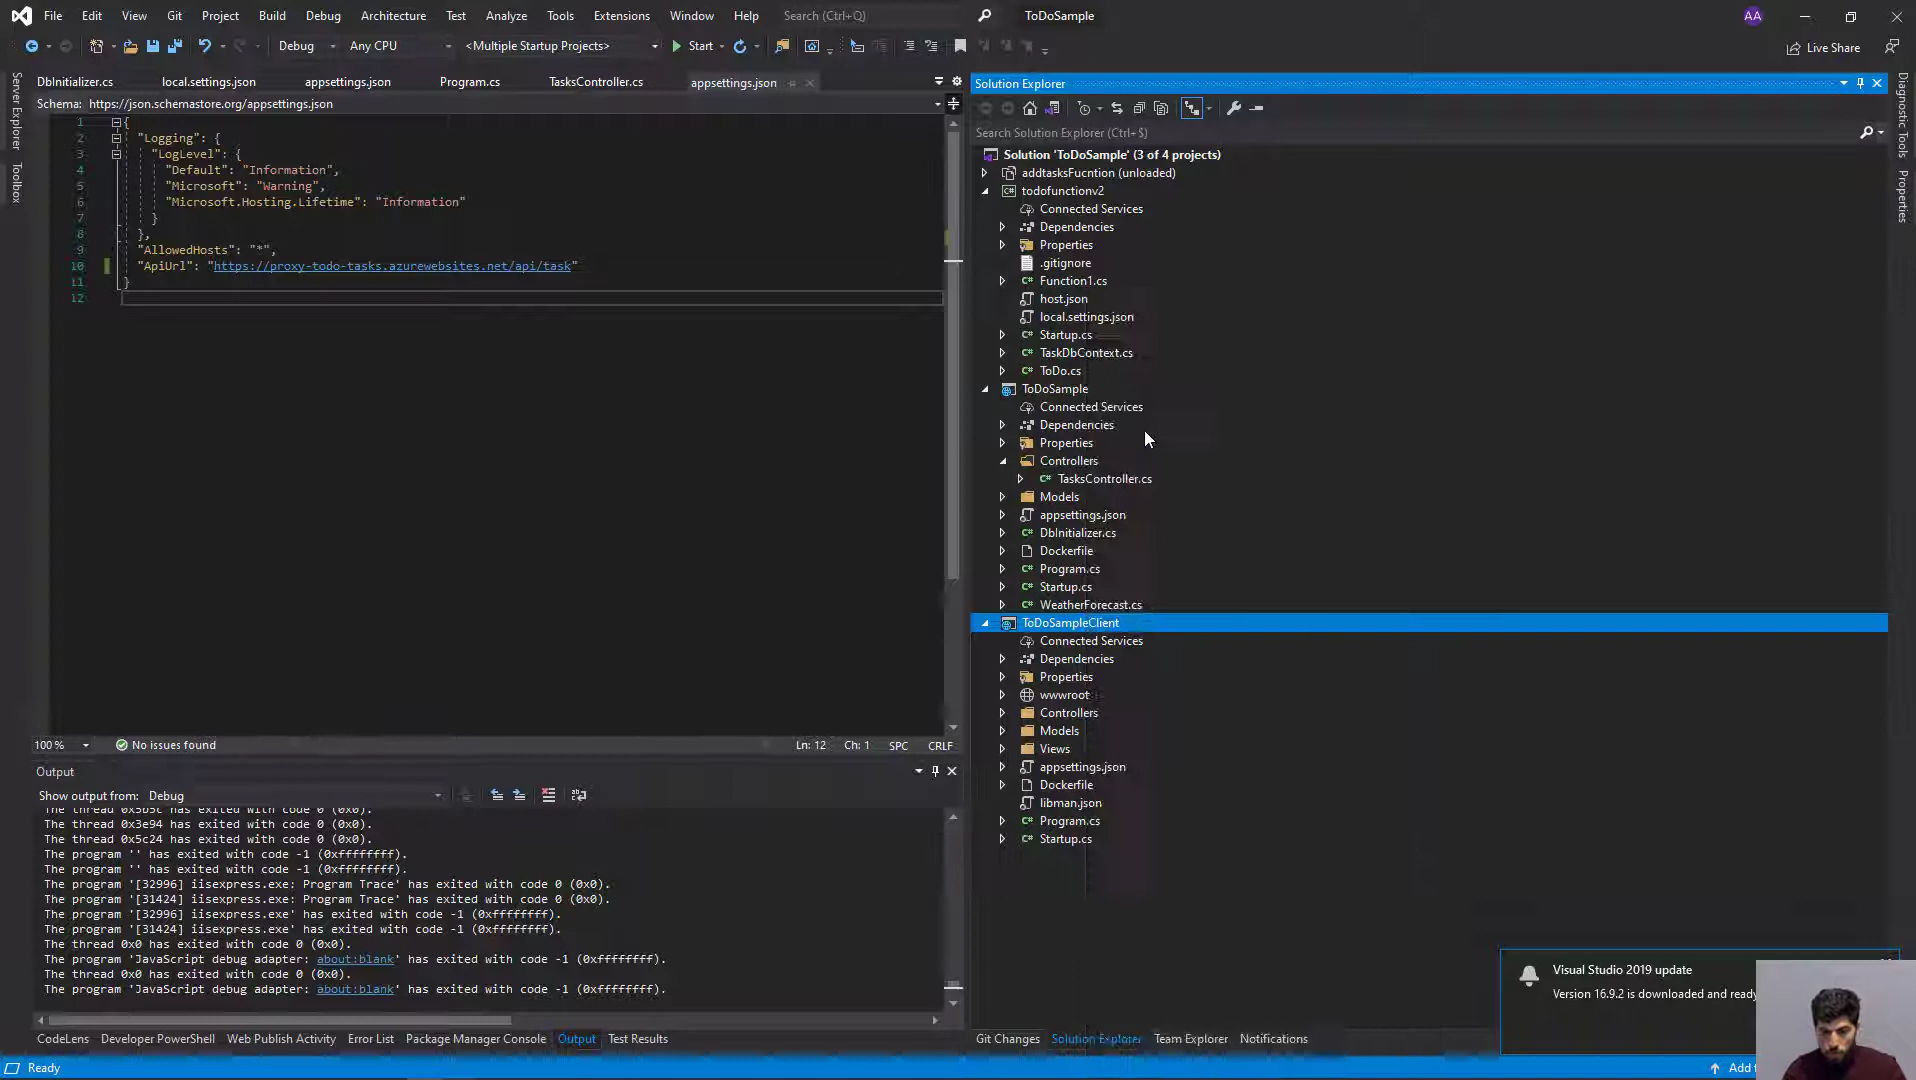 File Edit View Git Project Build Debug Architecture Test Analyze Tools Extensions Window Help Search (Ctrl+Q) ToDoSample AA
Debug Any CPU <Multiple Startup Projects> Start Live Share
DbInitializer.cs local.settings.json appsettings.json Program.cs TasksController.cs appsettings.json
Schema: https://json.schemastore.org/appsettings.json
1 {
2 "Logging": {
3 "LogLevel": {
4 "Default": "Information",
5 "Microsoft": "Warning",
6 "Microsoft.Hosting.Lifetime": "Information"
7 }
8 },
9 "AllowedHosts": "*",
10 "ApiUrl": "https://proxy-todo-tasks.azurewebsites.net/api/task"
11 }
12
100 % No issues found Ln: 12 Ch: 1 SPC CRLF
Output
Show output from: Debug
The thread 0x5b5c has exited with code 0 (0x0).
The thread 0x3e94 has exited with code 0 (0x0).
The thread 0x5c24 has exited with code 0 (0x0).
The program '' has exited with code -1 (0xffffffff).
The program '' has exited with code -1 (0xffffffff).
The program '[32996] iisexpress.exe: Program Trace' has exited with code 0 (0x0).
The program '[31424] iisexpress.exe: Program Trace' has exited with code 0 (0x0).
The program '[32996] iisexpress.exe' has exited with code -1 (0xffffffff).
The program '[31424] iisexpress.exe' has exited with code -1 (0xffffffff).
The thread 0x0 has exited with code 0 (0x0).
The program 'JavaScript debug adapter: about:blank' has exited with code -1 (0xffffffff).
The thread 0x0 has exited with code 0 (0x0).
The program 'JavaScript debug adapter: about:blank' has exited with code -1 (0xffffffff).
CodeLens Developer PowerShell Web Publish Activity Error List Package Manager Console Output Test Results
Server Explorer
Toolbox
Solution Explorer
Search Solution Explorer (Ctrl+$)
Solution 'ToDoSample' (3 of 4 projects)
addtasksFucntion (unloaded)
todofunctionv2
Connected Services
Dependencies
Properties
.gitignore
Function1.cs
host.json
local.settings.json
Startup.cs
TaskDbContext.cs
ToDo.cs
ToDoSample
Connected Services
Dependencies
Properties
Controllers
TasksController.cs
Models
appsettings.json
DbInitializer.cs
Dockerfile
Program.cs
Startup.cs
WeatherForecast.cs
ToDoSampleClient
Connected Services
Dependencies
Properties
wwwroot
Controllers
Models
Views
appsettings.json
Dockerfile
libman.json
Program.cs
Startup.cs
Git Changes Solution Explorer Team Explorer Notifications
Diagnostic Tools
Properties
Visual Studio 2019 update
Version 16.9.2 is downloaded and ready
Ready Add